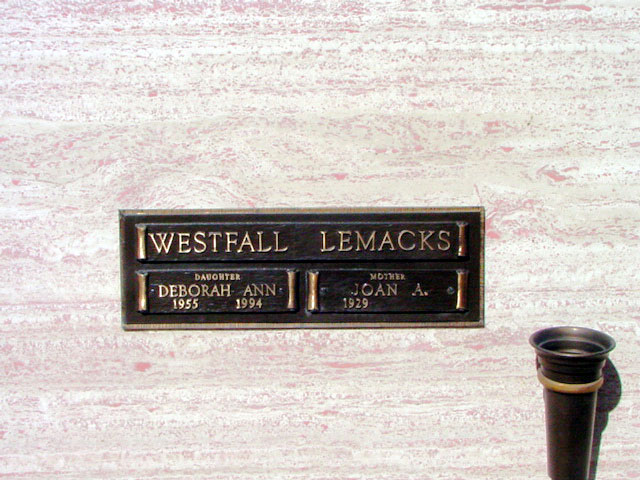 WESTFALL LEMACKS
DAUGHTER
DEBORAH ANN
1955 1994
MOTHER
JOAN A.
1929